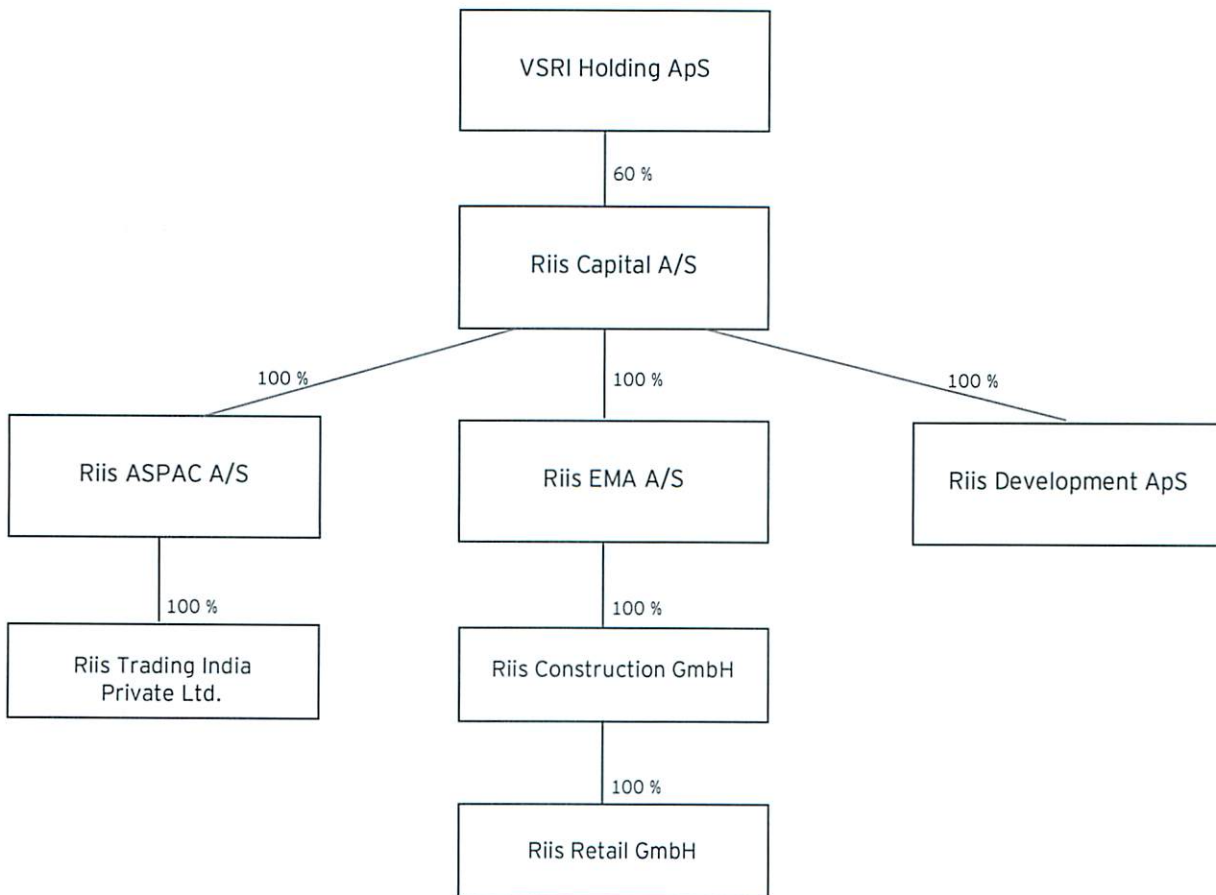 VSRI Holding ApS
60 %
Riis Capital A/S
100 %
100 %
100 %
Riis ASPAC A/S
Riis EMA A/S
Riis Development ApS
100 %
100 %
Riis Trading India
Private Ltd.
Riis Construction GmbH
100 %
Riis Retail GmbH